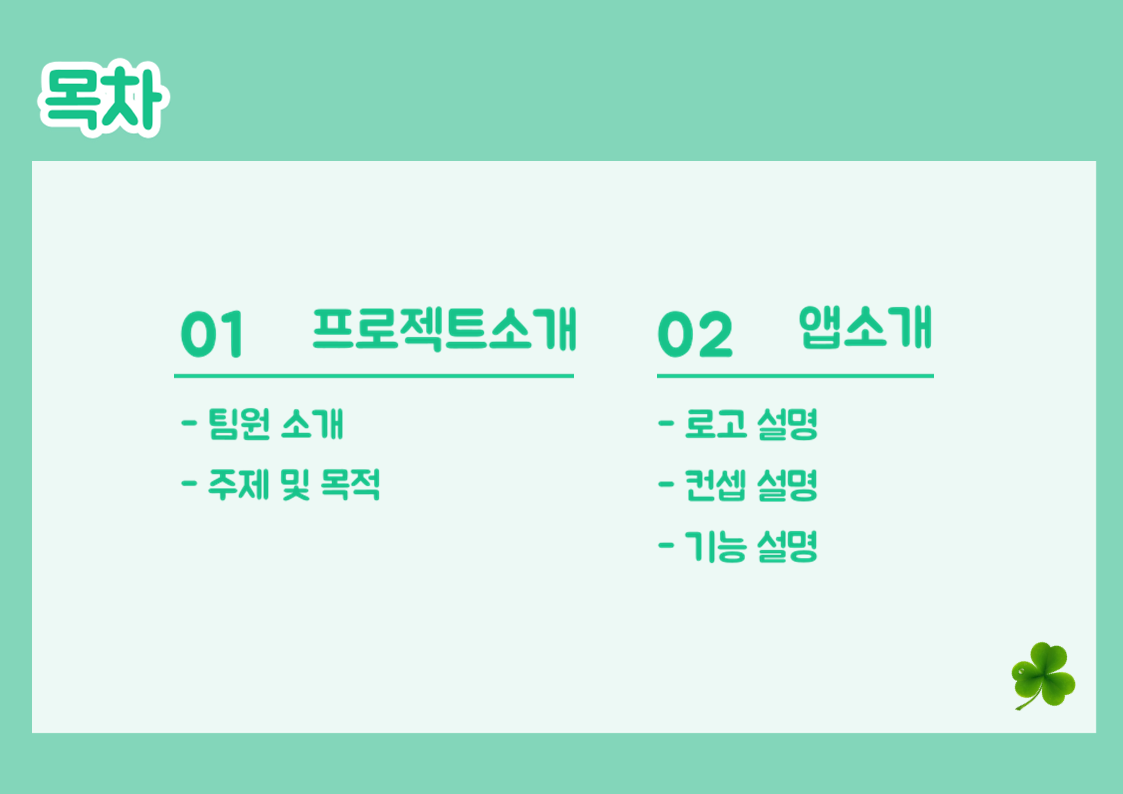 목차
01 프로젝트소개
- 팀원 소개
- 주제 및 목적
02 앱소개
- 로고 설명
- 컨셉 설명
- 기능 설명